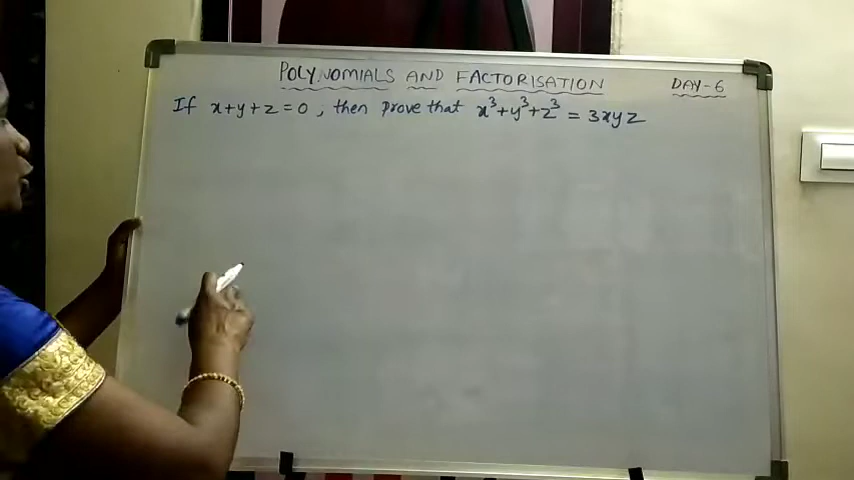 POLYNOMIALS AND FACTORISATION DAY-6
If x+y+z=0, then prove that x³+y³+z³ = 3xyz